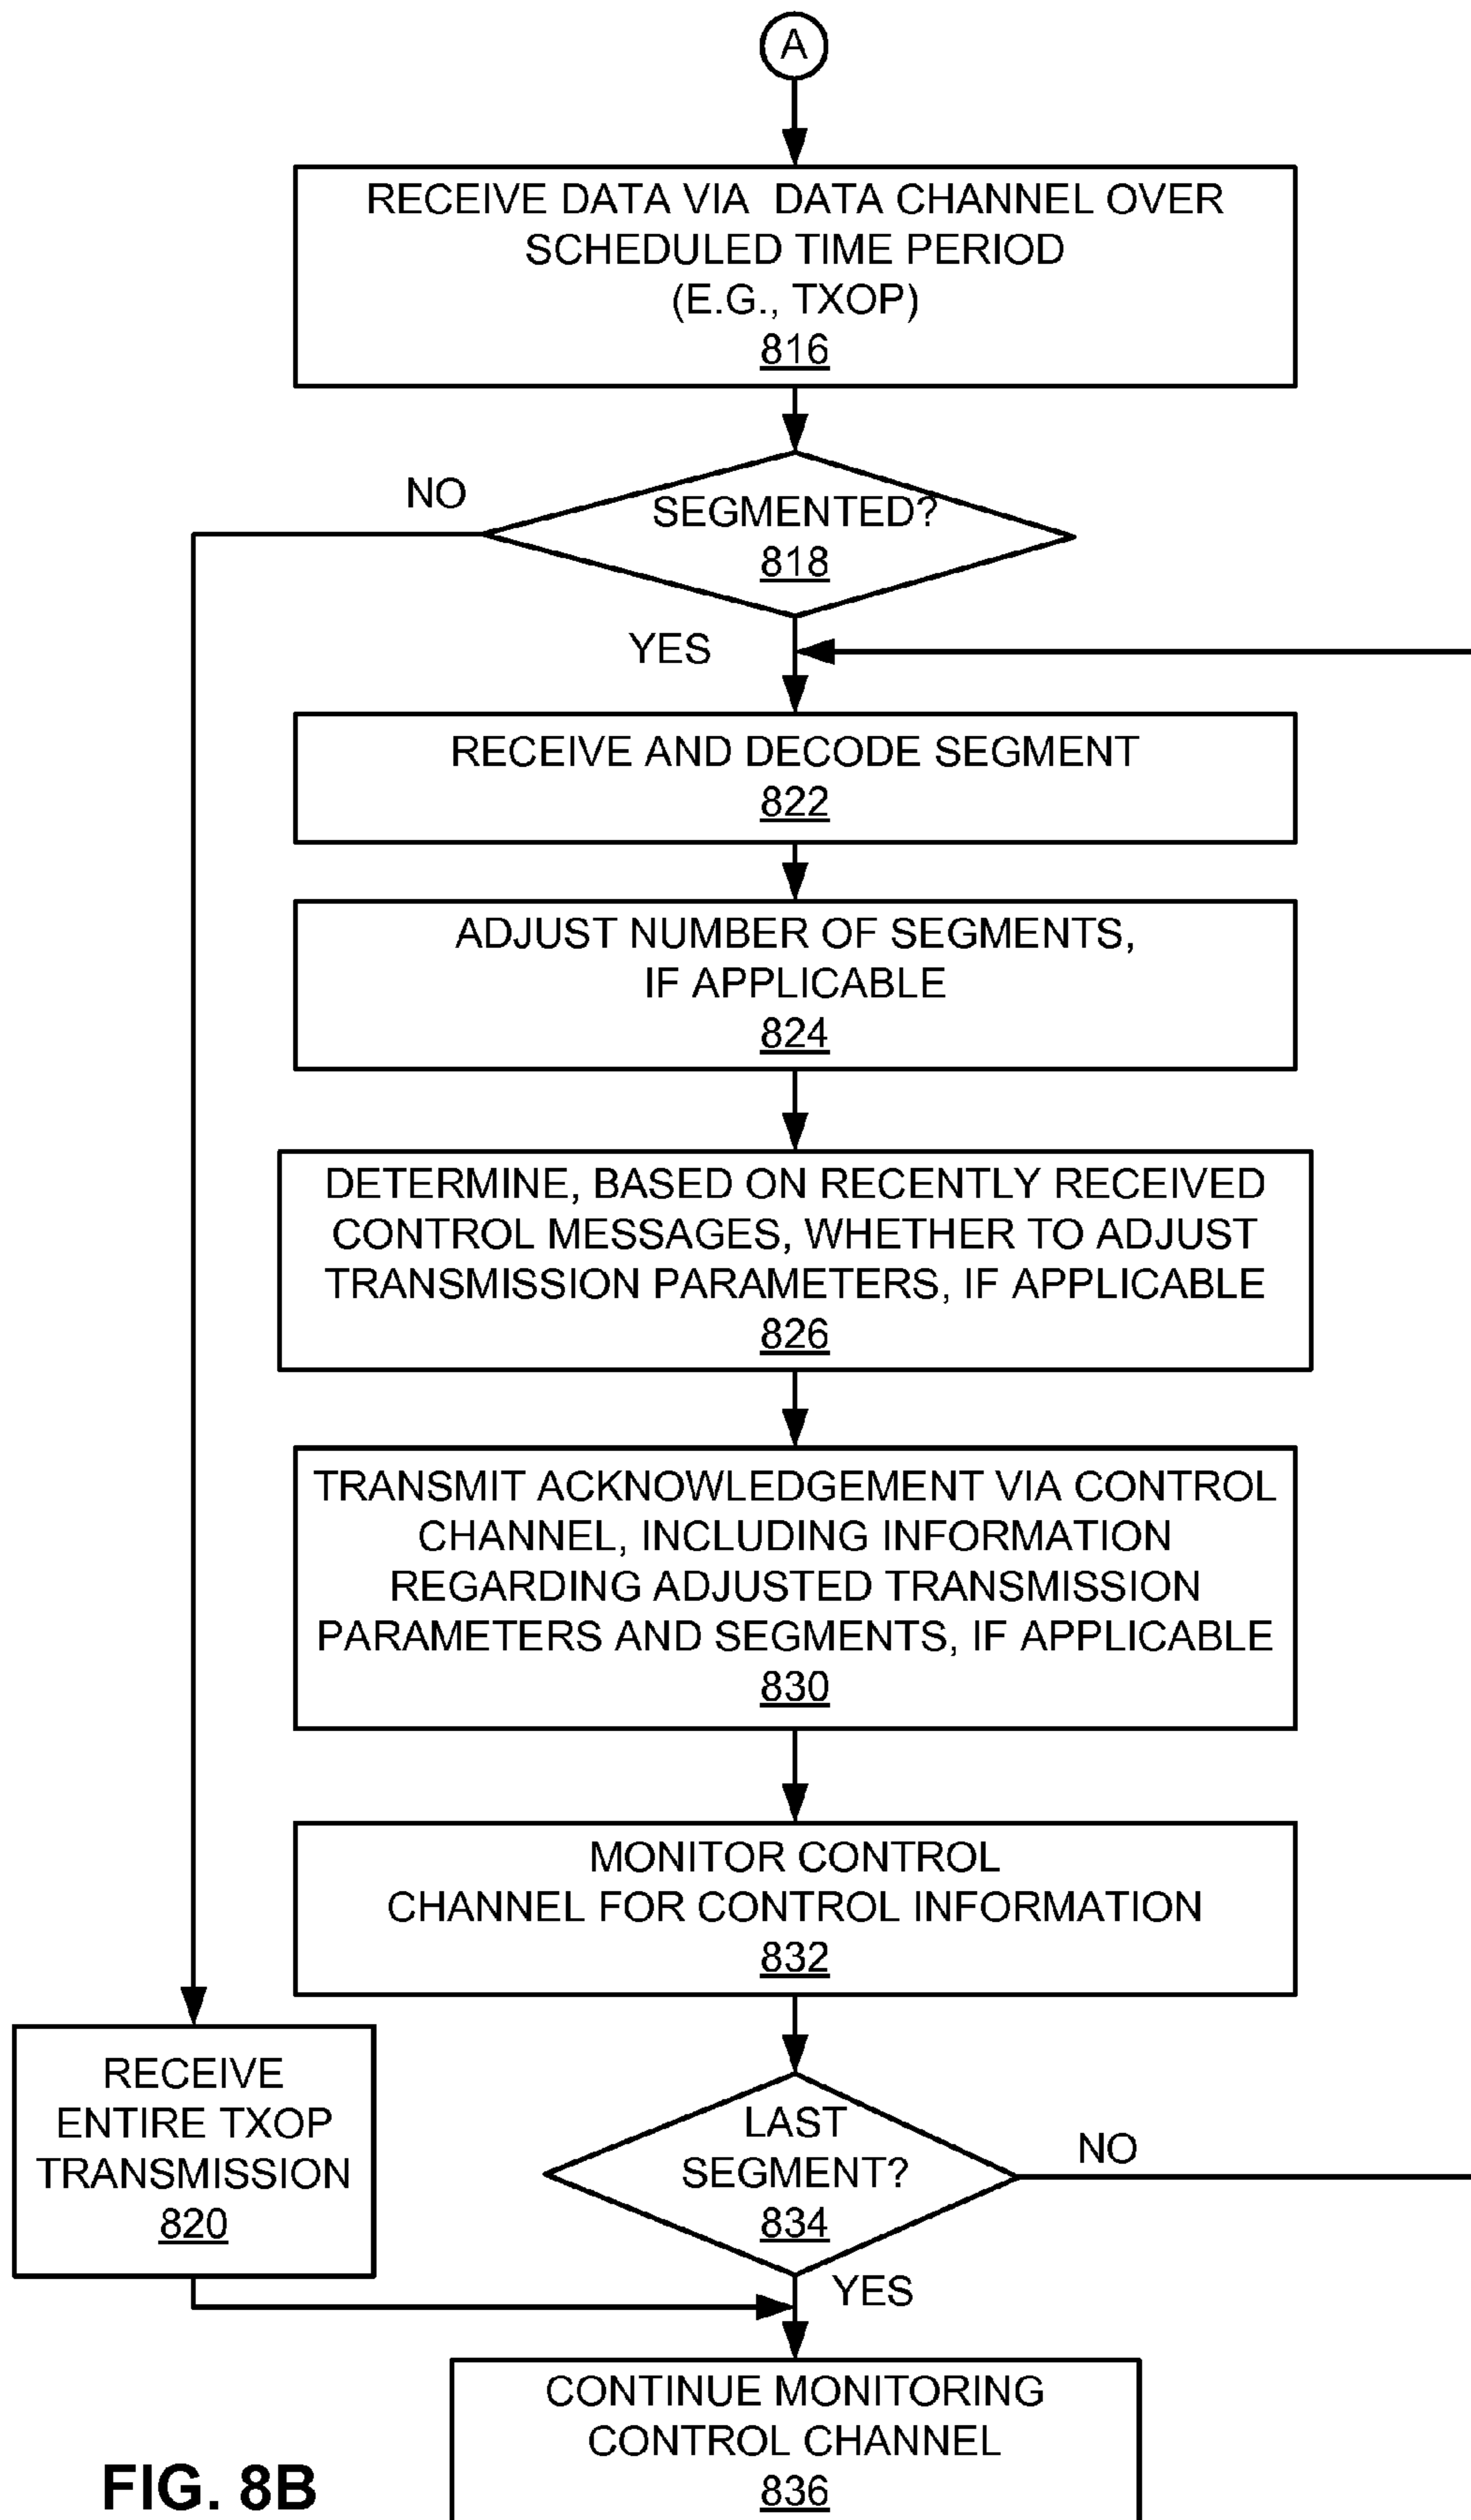 A
RECEIVE DATA VIA DATA CHANNEL OVER
SCHEDULED TIME PERIOD
(E.G., TXOP)
816
NO
SEGMENTED?
818
YES
RECEIVE AND DECODE SEGMENT
822
ADJUST NUMBER OF SEGMENTS,
IF APPLICABLE
824
DETERMINE, BASED ON RECENTLY RECEIVED
CONTROL MESSAGES, WHETHER TO ADJUST
TRANSMISSION PARAMETERS, IF APPLICABLE
826
TRANSMIT ACKNOWLEDGEMENT VIA CONTROL
CHANNEL, INCLUDING INFORMATION
REGARDING ADJUSTED TRANSMISSION
PARAMETERS AND SEGMENTS, IF APPLICABLE
830
MONITOR CONTROL
CHANNEL FOR CONTROL INFORMATION
832
RECEIVE
ENTIRE TXOP
TRANSMISSION
820
LAST
SEGMENT?
834
NO
YES
CONTINUE MONITORING
CONTROL CHANNEL
836
FIG. 8B